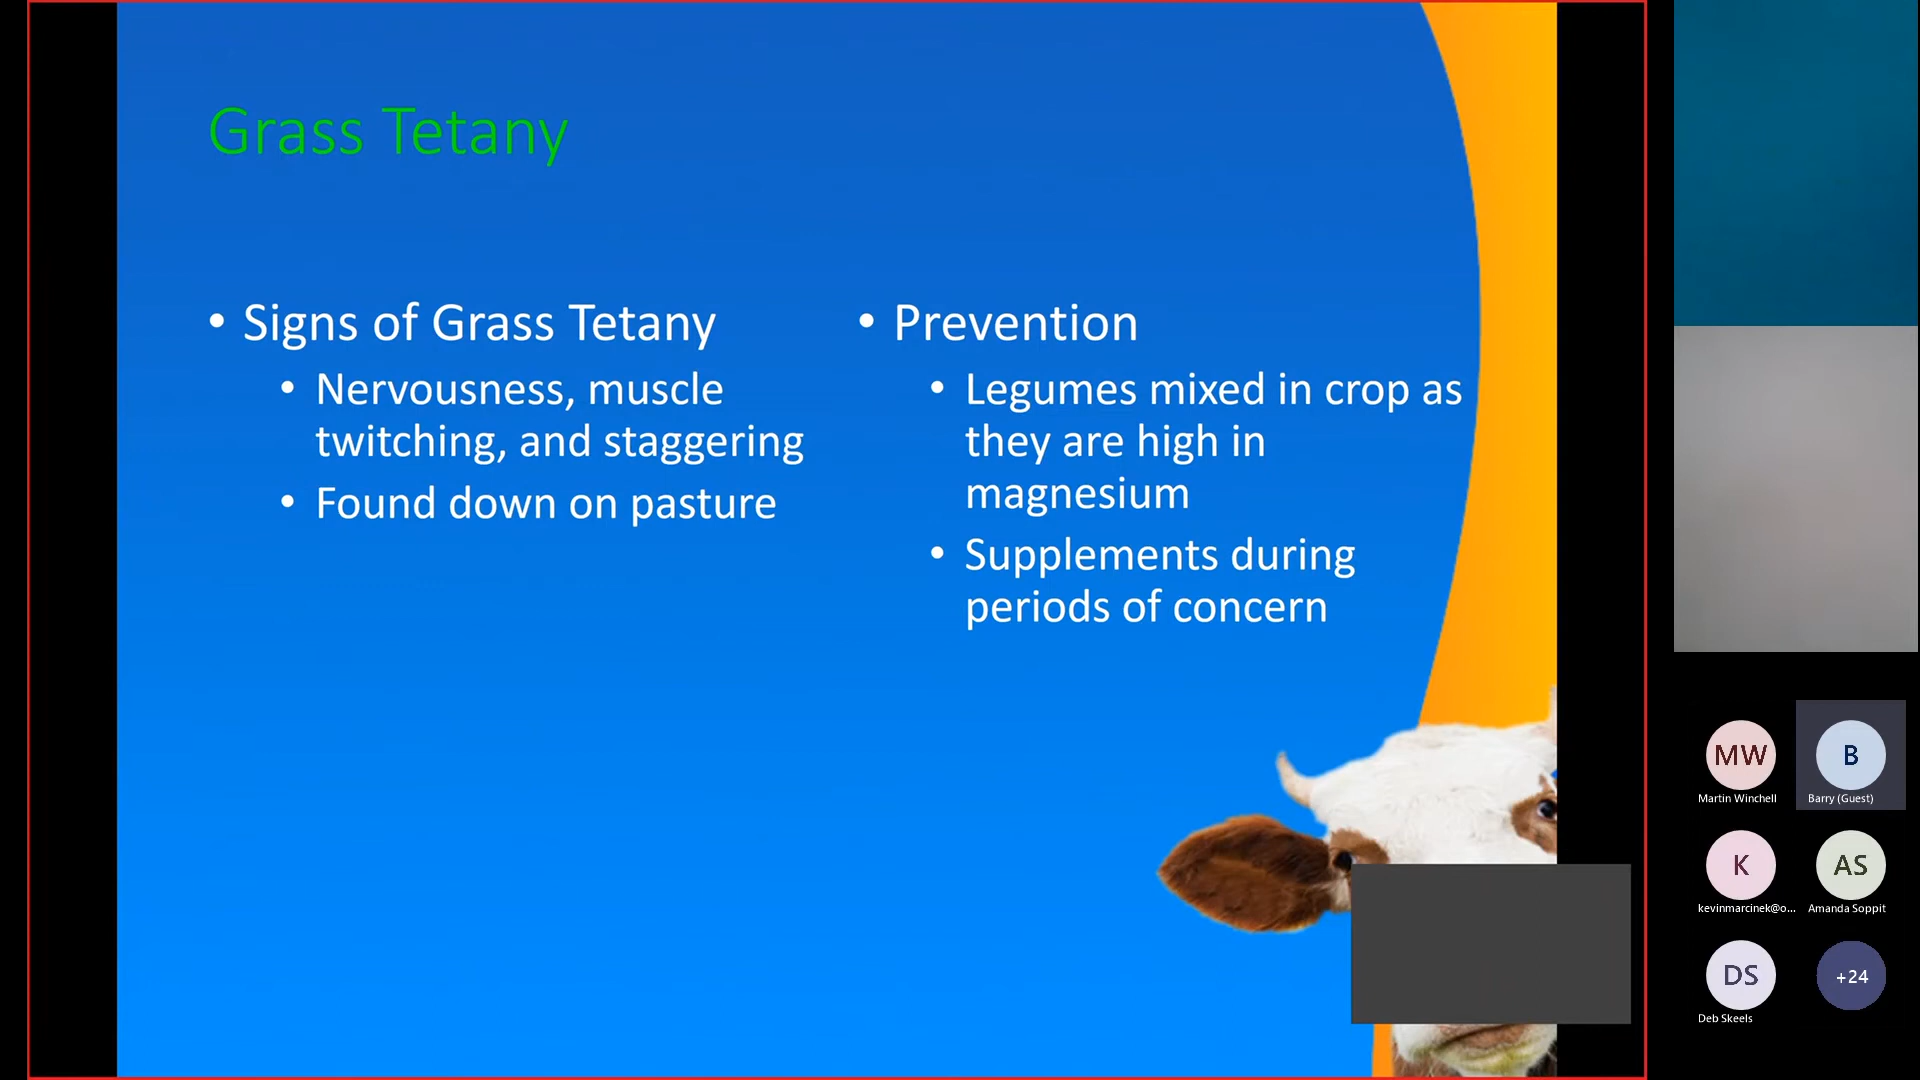 Grass Tetany
• Signs of Grass Tetany
• Nervousness, muscle
twitching, and staggering
• Found down on pasture
• Prevention
• Legumes mixed in crop as
they are high in
magnesium
• Supplements during
periods of concern
MW
Martin Winchell
B
Barry (Guest)
K
kevinmarcinek@o...
AS
Amanda Soppit
DS
Deb Skeels
+24